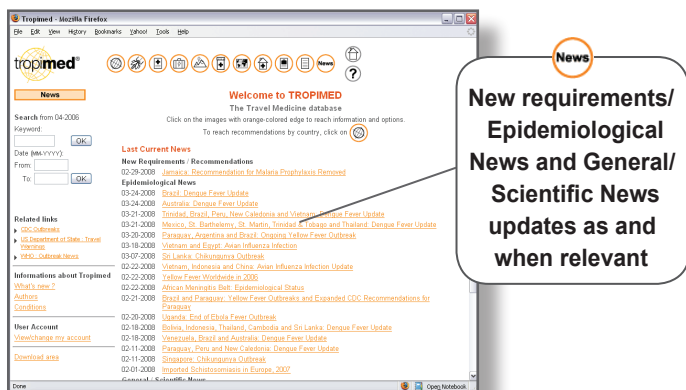 Tropimed - Mozilla Firefox
File Edit View History Bookmarks Yahoo! Tools Help
tropimed®
News
?
News
Search from 04-2006
Keyword:
OK
Date (MM-YYYY):
From:
To:
OK
Related links
CDC Outbreaks
US Department of State : Travel
Warnings
WHO : Outbreak News
Informations about Tropimed
What's new ?
Authors
Conditions
User Account
View/change my account
Download area
Welcome to TROPIMED
The Travel Medicine database
Click on the images with orange-colored edge to reach information and options.
To reach recommendations by country, click on
Last Current News
New Requirements / Recommendations
02-29-2008 Jamaica: Recommendation for Malaria Prophylaxis Removed
Epidemiological News
03-24-2008 Brazil: Dengue Fever Update
03-24-2008 Australia: Dengue Fever Update
03-21-2008 Trinidad, Brazil, Peru, New Caledonia and Vietnam: Dengue Fever Update
03-21-2008 Mexico, St. Barthelemy, St. Martin, Trinidad & Tobago and Thailand: Dengue Fever Update
03-20-2008 Paraguay, Argentina and Brazil: Ongoing Yellow Fever Outbreak
03-18-2008 Vietnam and Egypt: Avian Influenza Infection
03-07-2008 Sri Lanka: Chikungunya Outbreak
02-22-2008 Vietnam, Indonesia and China: Avian Influenza Infection Update
02-22-2008 Yellow Fever Worldwide in 2006
02-22-2008 African Meningitis Belt: Epidemiological Status
02-21-2008 Brazil and Paraguay: Yellow Fever Outbreaks and Expanded CDC Recommendations for
Paraguay
02-20-2008 Uganda: End of Ebola Fever Outbreak
02-18-2008 Bolivia, Indonesia, Thailand, Cambodia and Sri Lanka: Dengue Fever Update
02-18-2008 Venezuela, Brazil and Australia: Dengue Fever Update
02-11-2008 Paraguay, Peru and New Caledonia: Dengue Fever Update
02-11-2008 Singapore: Chikungunya Outbreak
02-01-2008 Imported Schistosomiasis in Europe, 2007
General / Scientific News
Done
Open Notebook
News
New requirements/
Epidemiological
News and General/
Scientific News
updates as and
when relevant